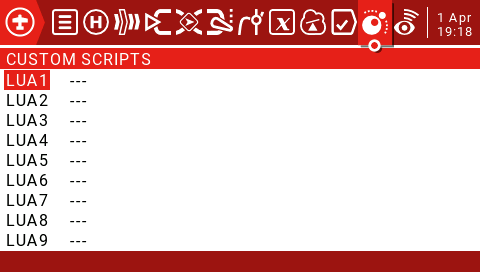 1 Apr
19:18
CUSTOM SCRIPTS
LUA1 ---
LUA2 ---
LUA3 ---
LUA4 ---
LUA5 ---
LUA6 ---
LUA7 ---
LUA8 ---
LUA9 ---